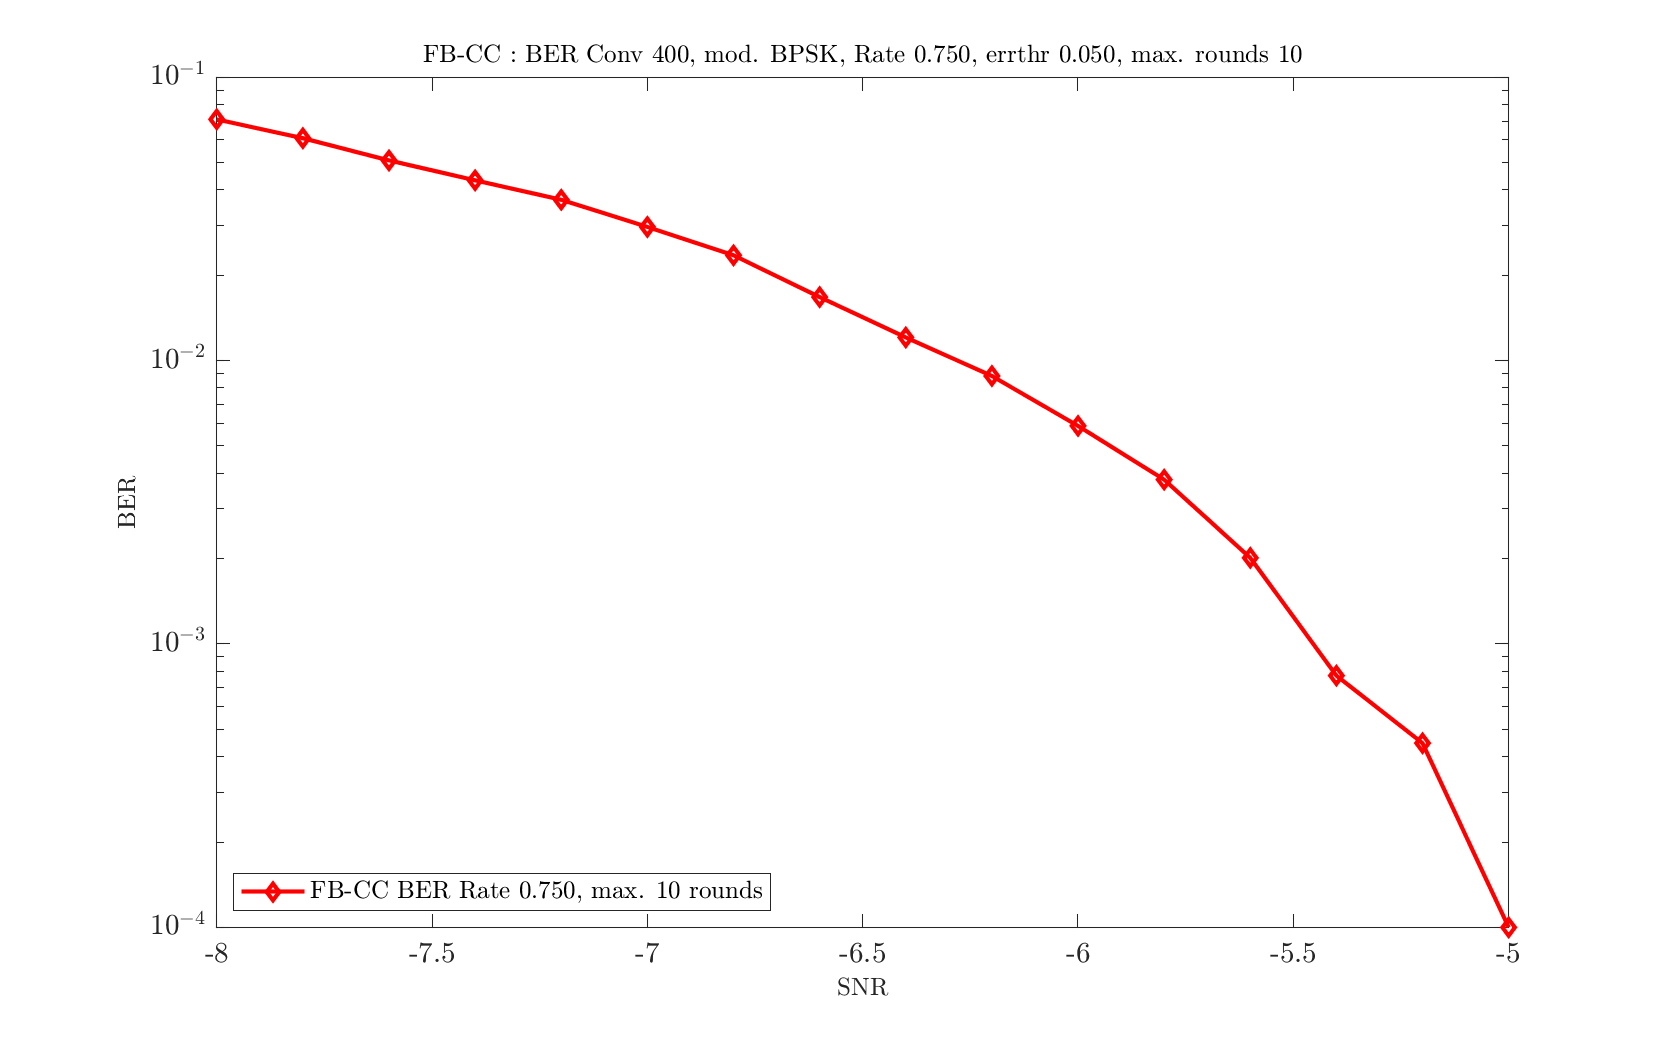 FB-CC : BER Conv 400, mod. BPSK, Rate 0.750, errthr 0.050, max. rounds 10
10^{-1}
10^{-2}
10^{-3}
10^{-4}
BER
FB-CC BER Rate 0.750, max. 10 rounds
-8 -7.5 -7 -6.5 -6 -5.5 -5
SNR